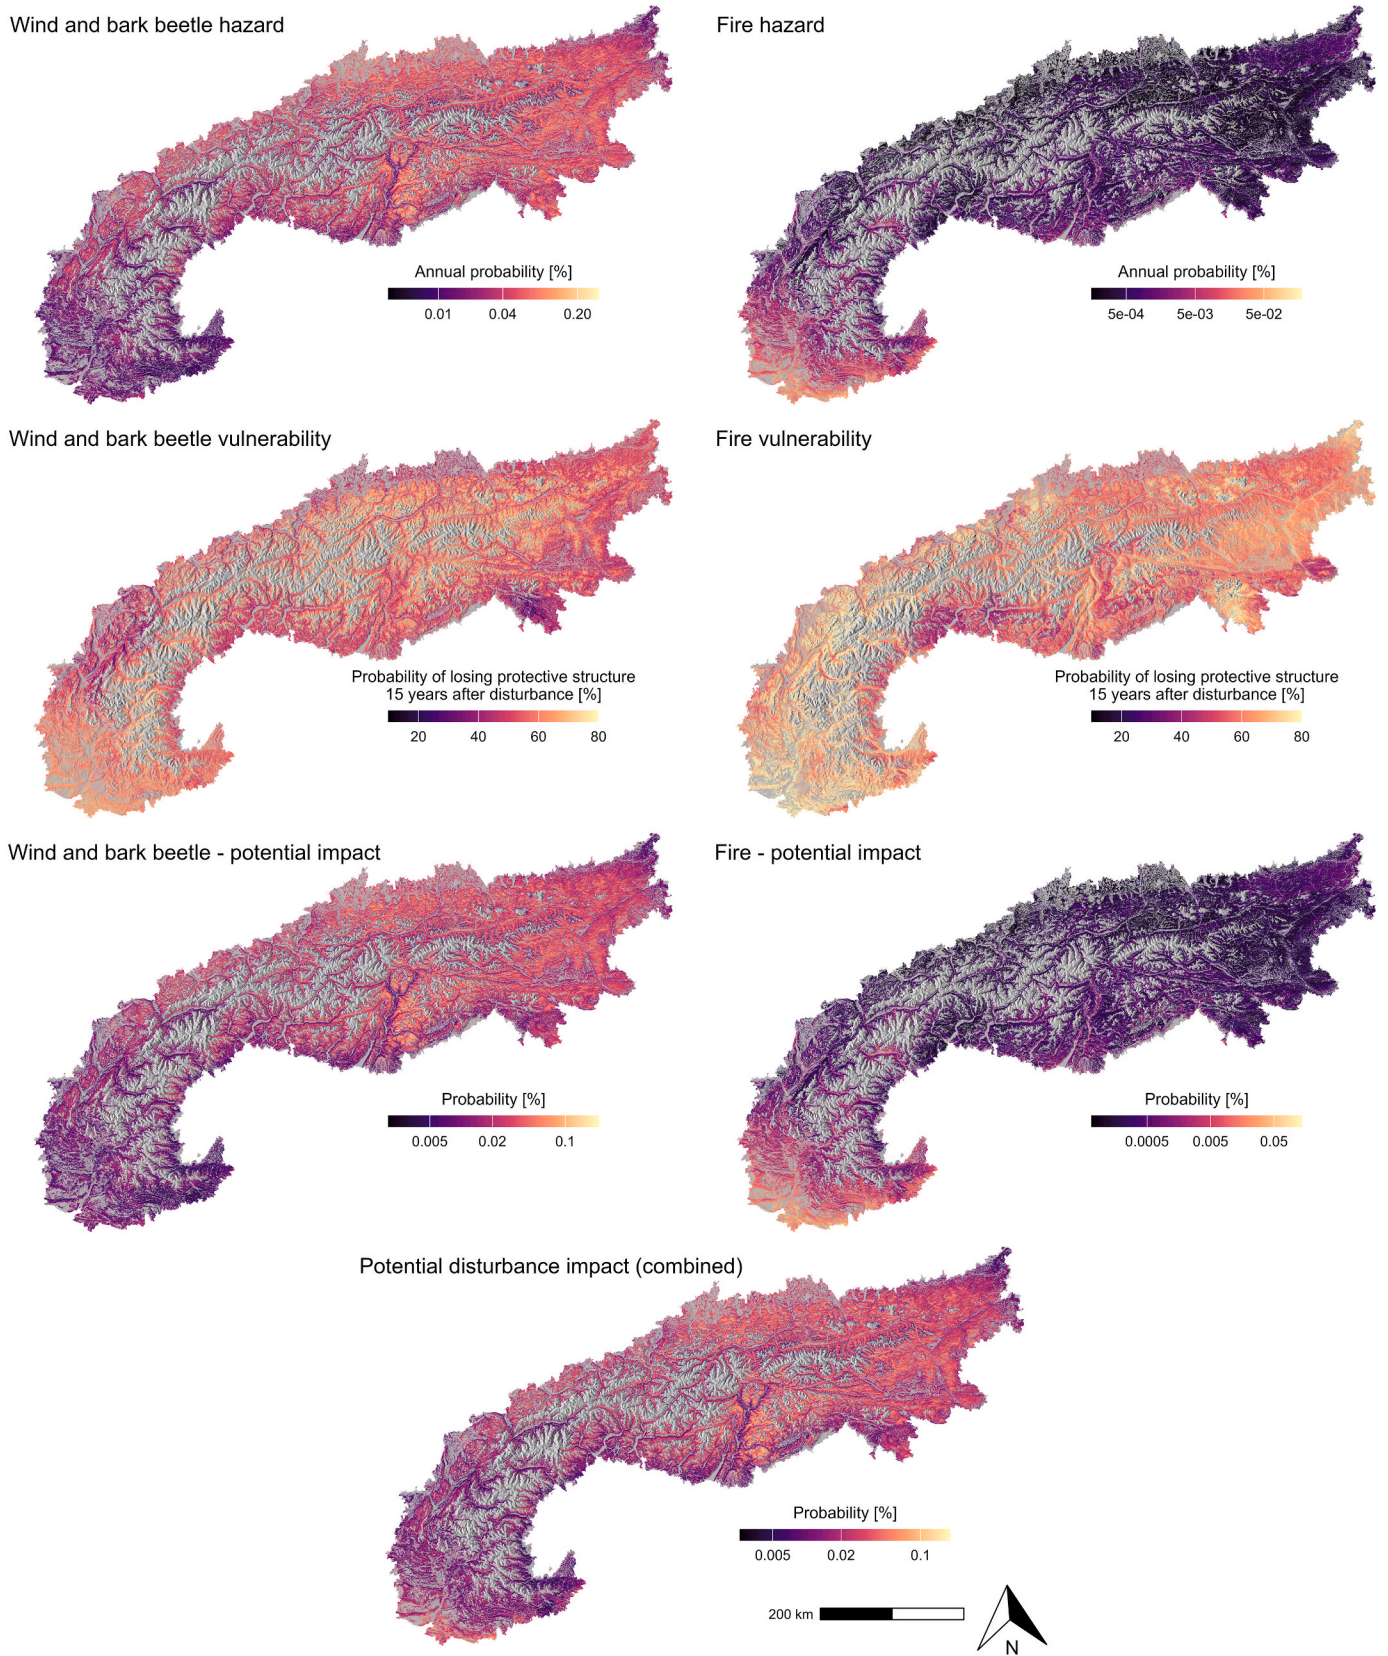 Wind and bark beetle hazard
Annual probability [%]
0.01 0.04 0.20
Fire hazard
Annual probability [%]
5e-04 5e-03 5e-02
Wind and bark beetle vulnerability
Probability of losing protective structure
15 years after disturbance [%]
20 40 60 80
Fire vulnerability
Probability of losing protective structure
15 years after disturbance [%]
20 40 60 80
Wind and bark beetle - potential impact
Probability [%]
0.005 0.02 0.1
Fire - potential impact
Probability [%]
0.0005 0.005 0.05
Potential disturbance impact (combined)
Probability [%]
0.005 0.02 0.1
200 km
N